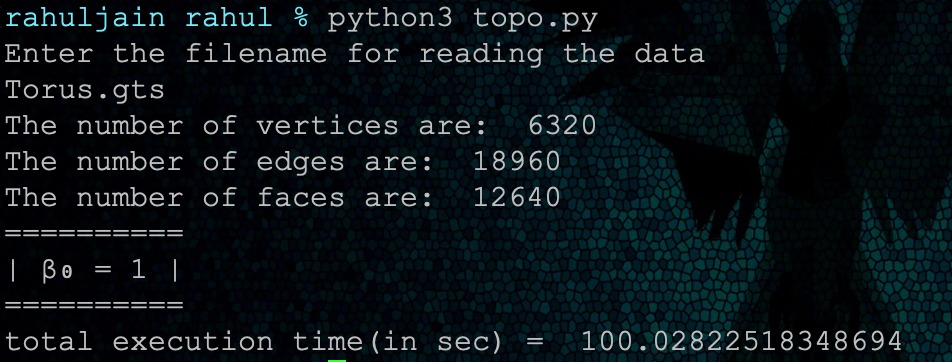 rahuljain rahul % python3 topo.py
Enter the filename for reading the data
Torus.gts
The number of vertices are:  6320
The number of edges are:  18960
The number of faces are:  12640
==========
| β₀ = 1 |
==========
total execution time(in sec) =  100.02822518348694